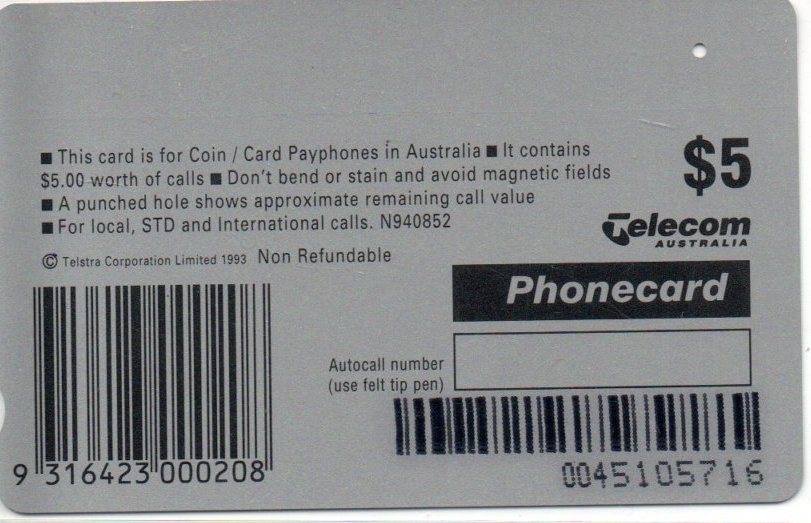 ■ This card is for Coin / Card Payphones in Australia ■ It contains
$5.00 worth of calls ■ Don't bend or stain and avoid magnetic fields
■ A punched hole shows approximate remaining call value
■ For local, STD and International calls. N940852
© Telstra Corporation Limited 1993 Non Refundable
$5
Telecom
AUSTRALIA
Phonecard
Autocall number
(use felt tip pen)
9 316423 000208
0045105716